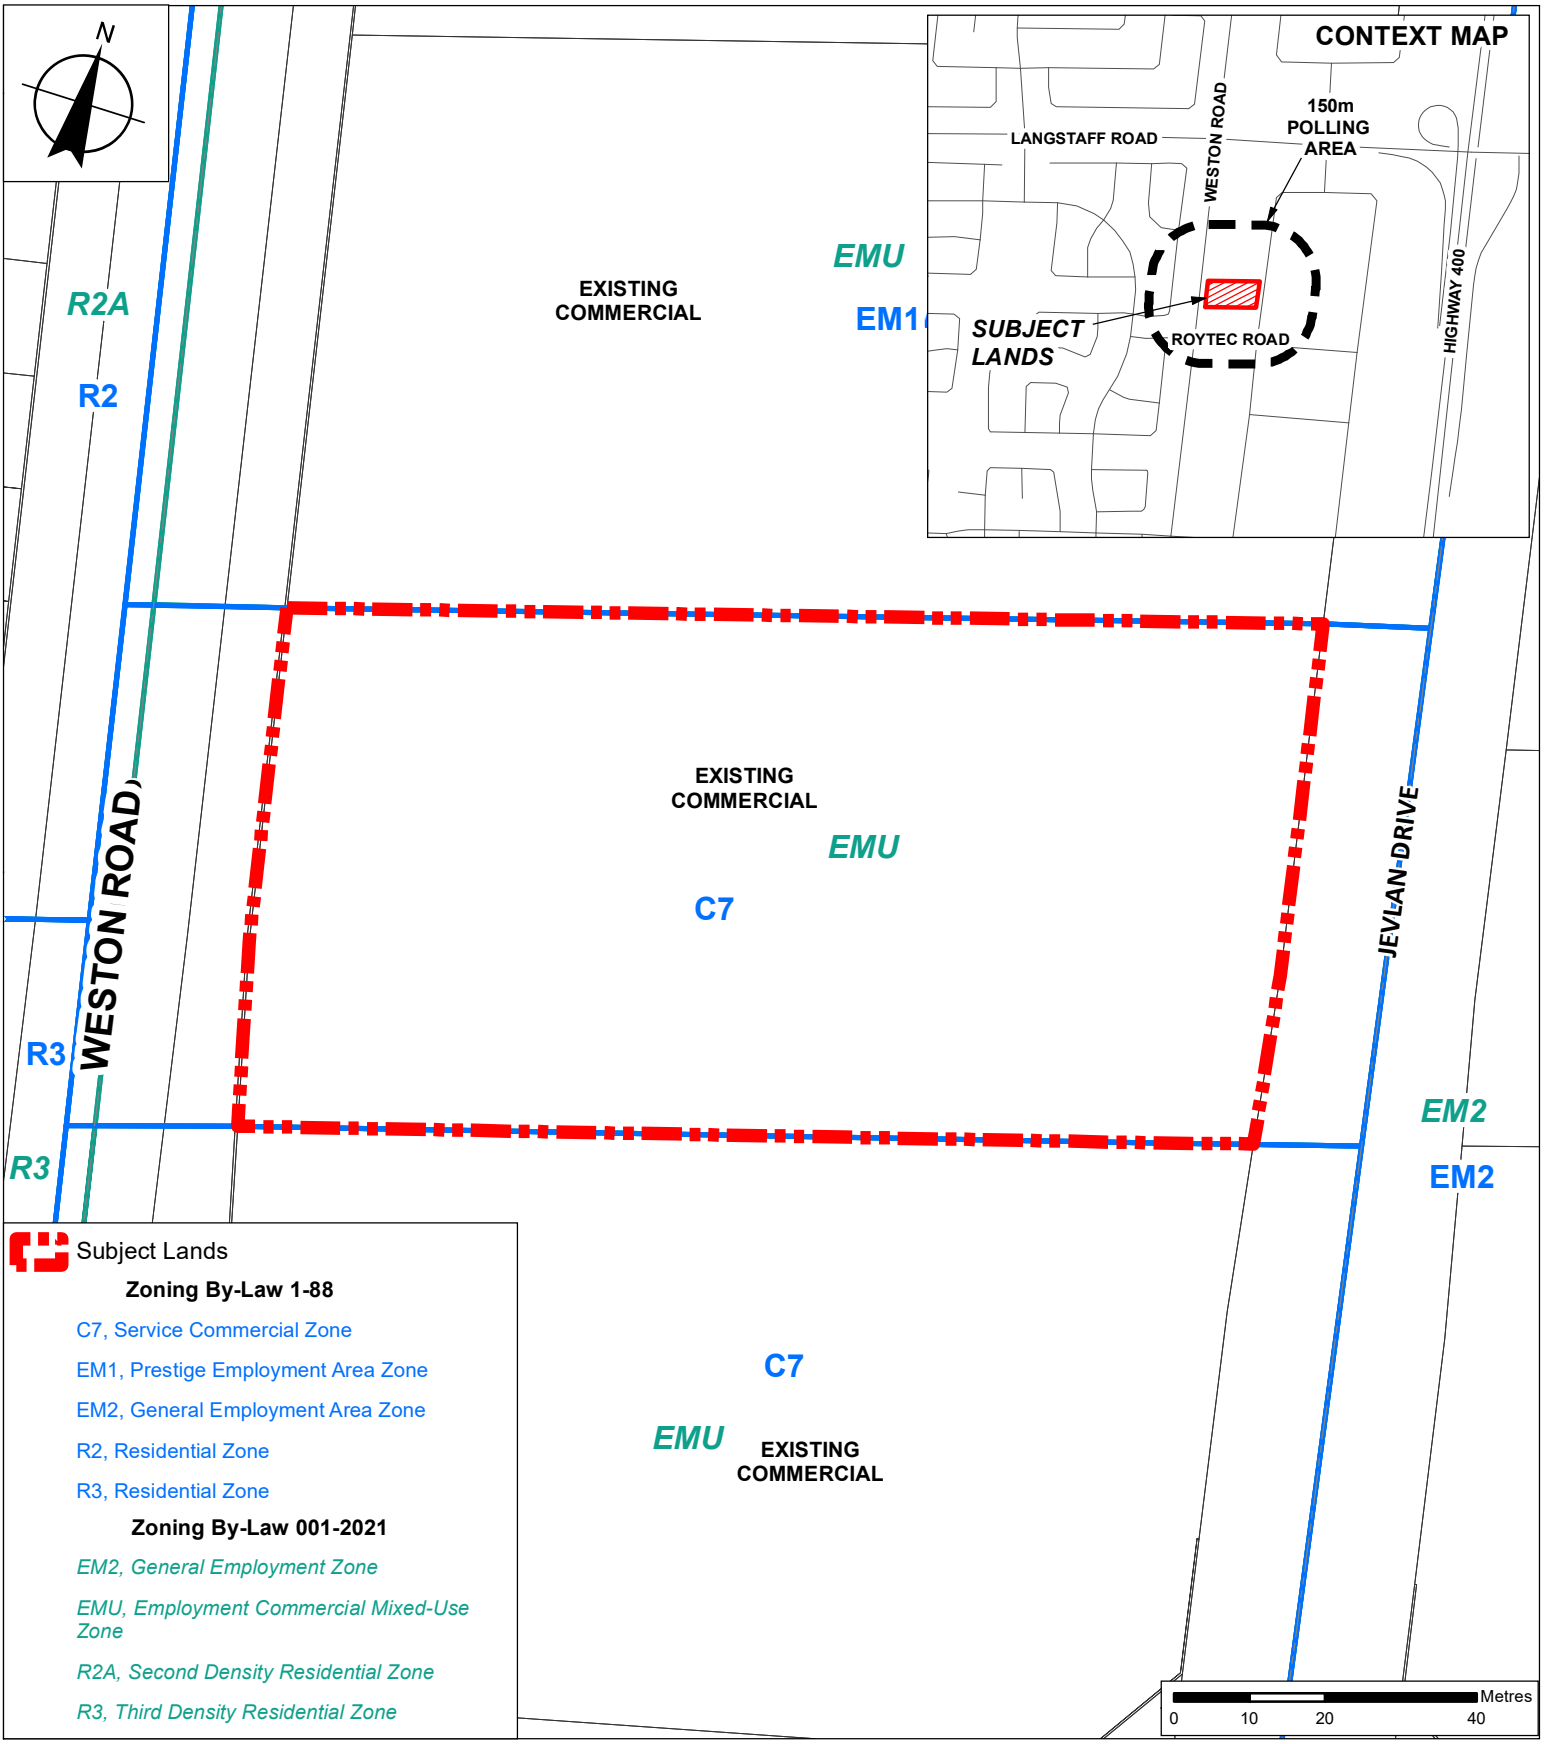 N
CONTEXT MAP
150m
POLLING
AREA
LANGSTAFF ROAD
WESTON ROAD
HIGHWAY 400
SUBJECT
LANDS
ROYTEC ROAD
EMU
EXISTING
COMMERCIAL
EM1
R2A
R2
EXISTING
COMMERCIAL
EMU
C7
WESTON ROAD
JEVLAN DRIVE
R3
R3
EM2
EM2
C7
EMU
EXISTING
COMMERCIAL
Subject Lands
Zoning By-Law 1-88
C7, Service Commercial Zone
EM1, Prestige Employment Area Zone
EM2, General Employment Area Zone
R2, Residential Zone
R3, Residential Zone
Zoning By-Law 001-2021
EM2, General Employment Zone
EMU, Employment Commercial Mixed-Use
Zone
R2A, Second Density Residential Zone
R3, Third Density Residential Zone
Metres
0 10 20 40